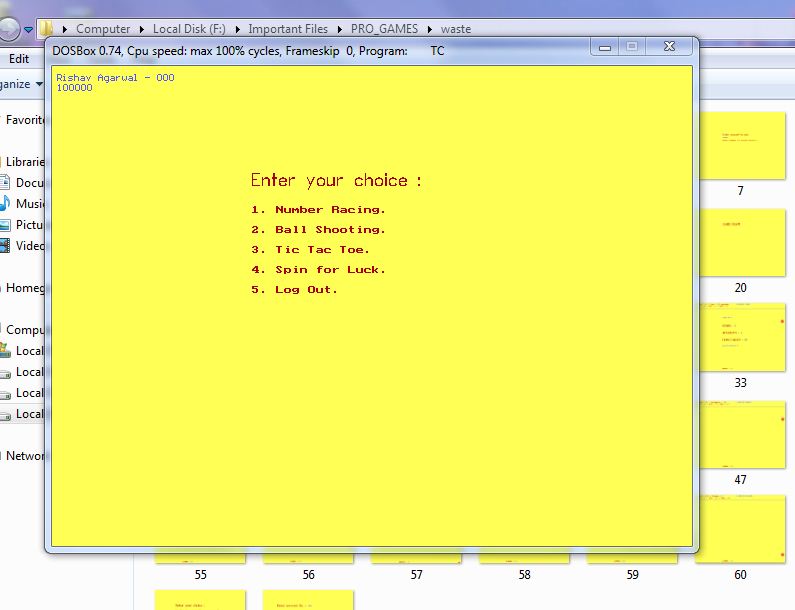 Computer ▸ Local Disk (F:) ▸ Important Files ▸ PRO_GAMES ▸ waste
DOSBox 0.74, Cpu speed: max 100% cycles, Frameskip 0, Program: TC
Edit
ganize
Favorite
Librarie
Docu
Musi
Pictu
Video
Homeg
Compu
Local
Local
Local
Local
Networ
Rishav Agarwal - 000
100000
Enter your choice :
1. Number Racing.
2. Ball Shooting.
3. Tic Tac Toe.
4. Spin for Luck.
5. Log Out.
7
20
33
47
55 56 57 58 59 60